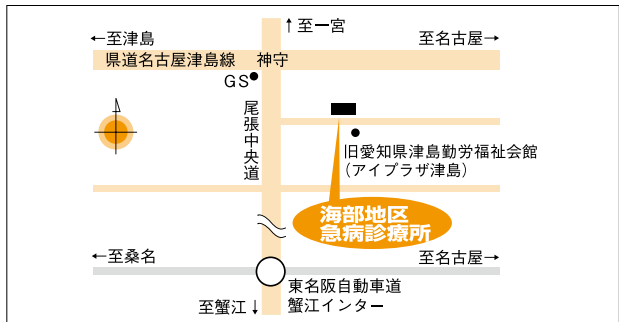 ↑至一宮
←至津島
至名古屋→
県道名古屋津島線 神守
GS
尾張中央道
旧愛知県津島勤労福祉会館
(アイプラザ津島)
海部地区
急病診療所
←至桑名
至名古屋→
東名阪自動車道
蟹江インター
至蟹江↓